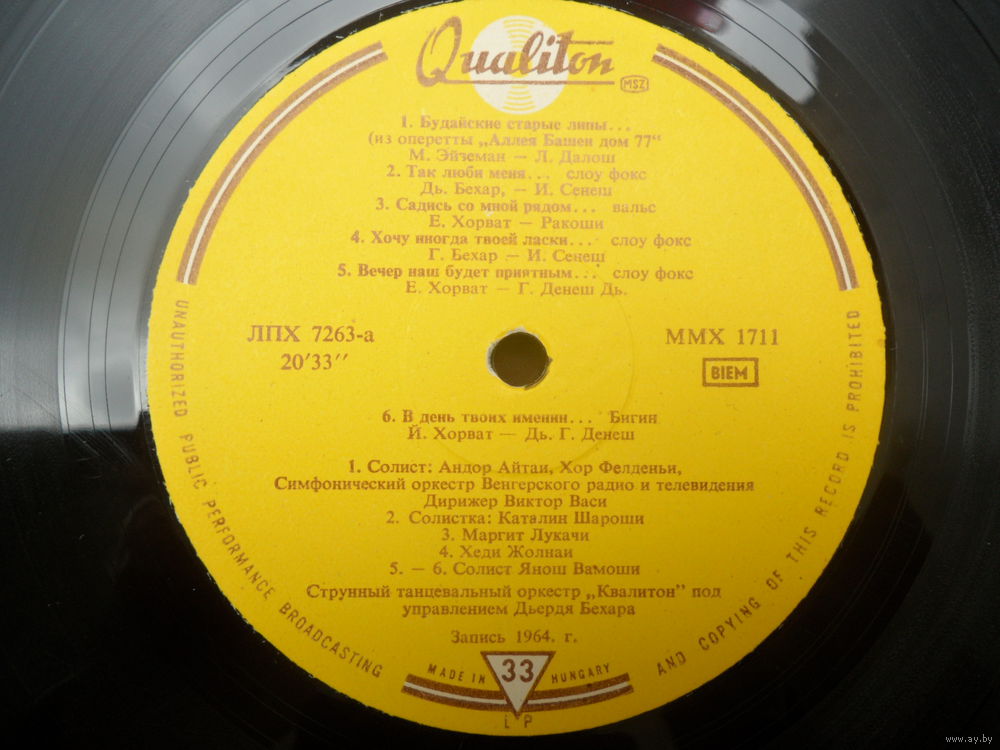 Qualiton
MSZ
1. Будайские старые липы...
(из оперетты „Аллея Башен дом 77“
М. Эйземан — Л. Далош
2. Так люби меня... слоу фокс
Дь. Бехар, — И. Сенеш
3. Садись со мной рядом... вальс
Е. Хорват — Ракоши
4. Хочу иногда твоей ласки... слоу фокс
Г. Бехар — И. Сенеш
5. Вечер наш будет приятным... слоу фокс
Е. Хорват — Г. Денеш Дь.
ЛПХ 7263-а
20′33′′
ММХ 1711
BIEM
6. В день твоих именин... Бигин
Й. Хорват — Дь. Г. Денеш
1. Солист: Андор Айтаи, Хор Фелденьи,
Симфонический оркестр Венгерского радио и телевидения
Дирижер Виктор Васи
2. Солистка: Каталин Шароши
3. Маргит Лукачи
4. Хеди Жолнаи
5. — 6. Солист Янош Вамоши
Струнный танцевальный оркестр „Квалитон” под
управлением Дьердя Бехара
Запись 1964. г.
MADE IN 33 HUNGARY
LP
UNAUTHORIZED PUBLIC PERFORMANCE BROADCASTING AND COPYING OF THIS RECORD IS PROHIBITED
www.ay.by